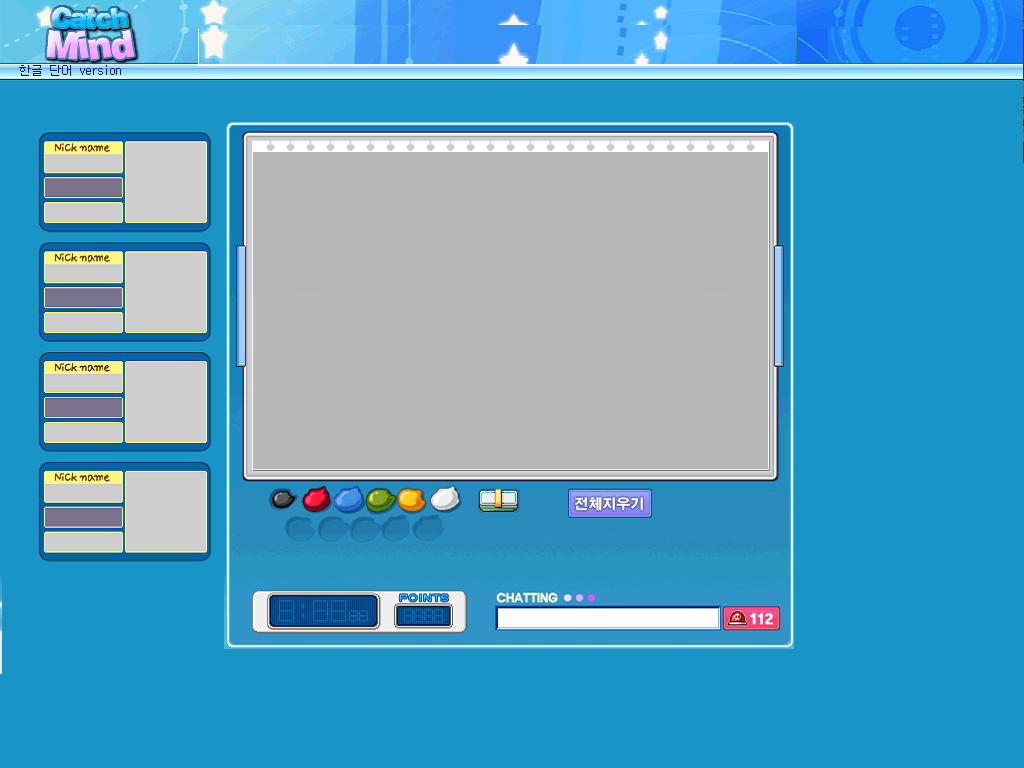 Catch
Mind
한글 단어 version
Nick name
Nick name
Nick name
Nick name
전체지우기
POINTS
CHATTING
112